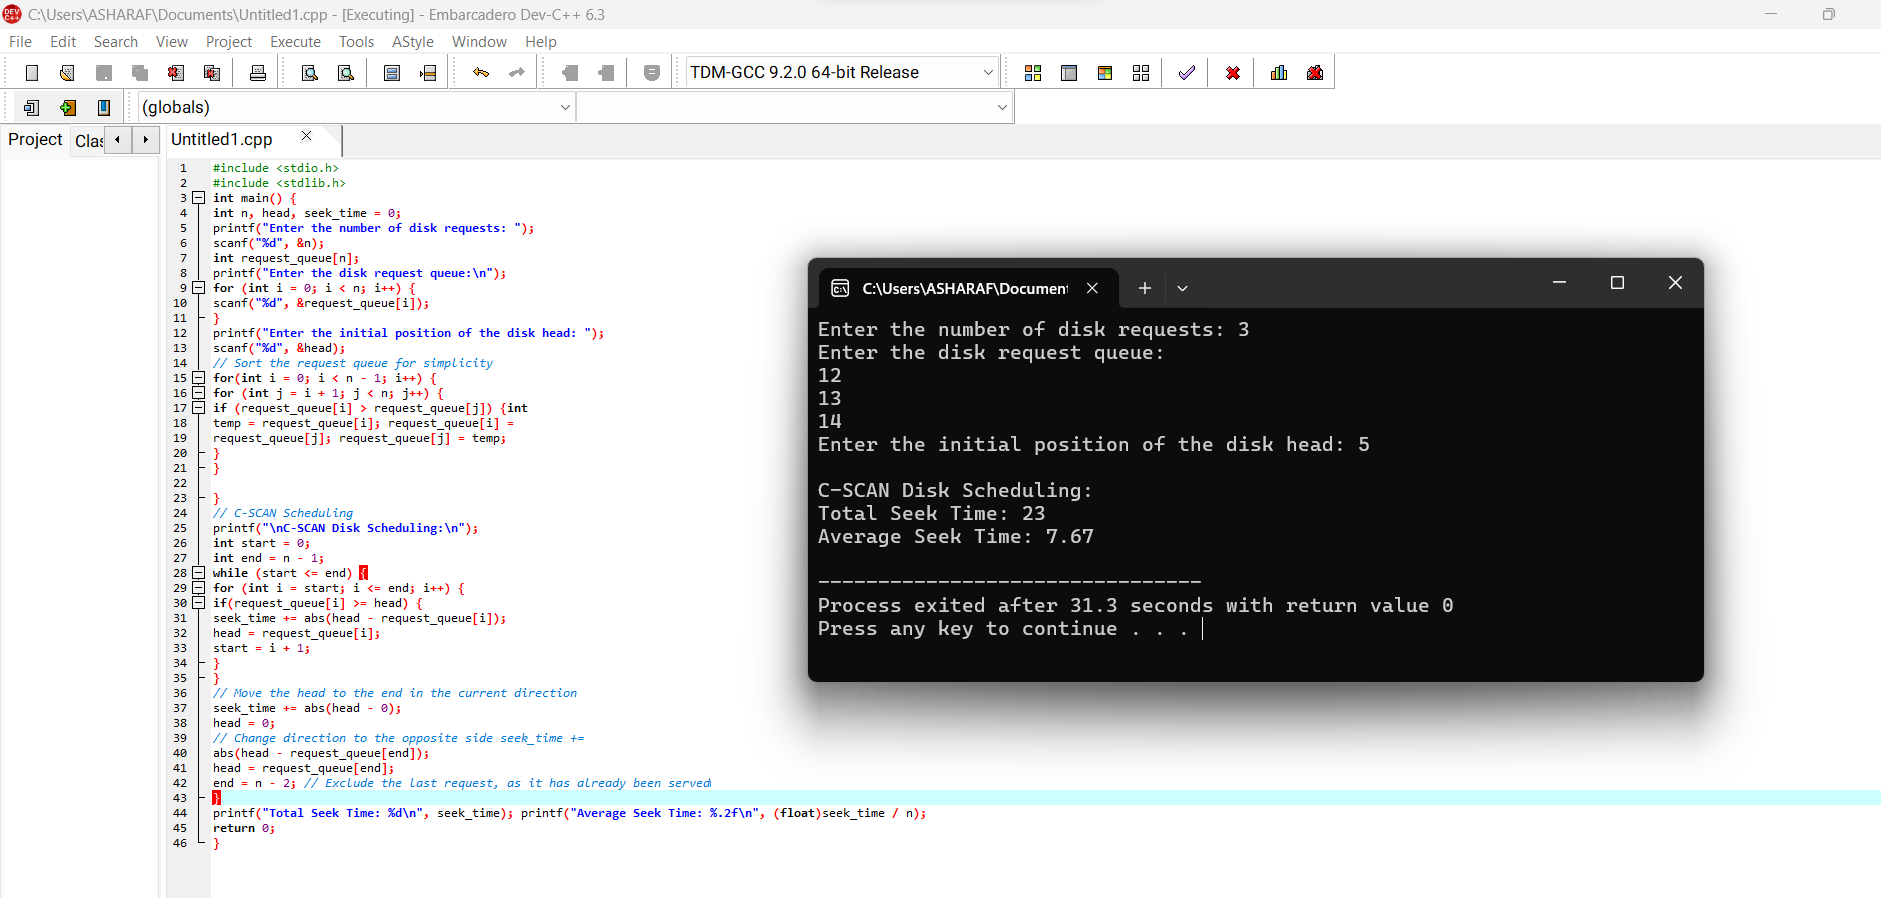 C:\Users\ASHARAF\Documents\Untitled1.cpp - [Executing] - Embarcadero Dev-C++ 6.3
File Edit Search View Project Execute Tools AStyle Window Help
TDM-GCC 9.2.0 64-bit Release
(globals)
Project Clas Untitled1.cpp
1 #include <stdio.h>
2 #include <stdlib.h>
3 int main() {
4 int n, head, seek_time = 0;
5 printf("Enter the number of disk requests: ");
6 scanf("%d", &n);
7 int request_queue[n];
8 printf("Enter the disk request queue:\n");
9 for (int i = 0; i < n; i++) {
10 scanf("%d", &request_queue[i]);
11 }
12 printf("Enter the initial position of the disk head: ");
13 scanf("%d", &head);
14 // Sort the request queue for simplicity
15 for(int i = 0; i < n - 1; i++) {
16 for (int j = i + 1; j < n; j++) {
17 if (request_queue[i] > request_queue[j]) {int
18 temp = request_queue[i]; request_queue[i] =
19 request_queue[j]; request_queue[j] = temp;
20 }
21 }
22
23 }
24 // C-SCAN Scheduling
25 printf("\nC-SCAN Disk Scheduling:\n");
26 int start = 0;
27 int end = n - 1;
28 while (start <= end) {
29 for (int i = start; i <= end; i++) {
30 if(request_queue[i] >= head) {
31 seek_time += abs(head - request_queue[i]);
32 head = request_queue[i];
33 start = i + 1;
34 }
35 }
36 // Move the head to the end in the current direction
37 seek_time += abs(head - 0);
38 head = 0;
39 // Change direction to the opposite side seek_time +=
40 abs(head - request_queue[end]);
41 head = request_queue[end];
42 end = n - 2; // Exclude the last request, as it has already been served
43 }
44 printf("Total Seek Time: %d\n", seek_time); printf("Average Seek Time: %.2f\n", (float)seek_time / n);
45 return 0;
46 }
C:\Users\ASHARAF\Documen
Enter the number of disk requests: 3
Enter the disk request queue:
12
13
14
Enter the initial position of the disk head: 5
C-SCAN Disk Scheduling:
Total Seek Time: 23
Average Seek Time: 7.67
--------------------------------
Process exited after 31.3 seconds with return value 0
Press any key to continue . . .